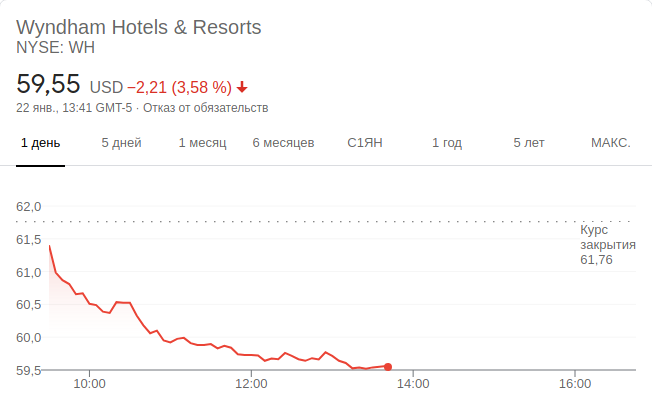 Wyndham Hotels & Resorts
NYSE: WH
59,55 USD −2,21 (3,58 %)
22 янв., 13:41 GMT-5 · Отказ от обязательств
1 день 5 дней 1 месяц 6 месяцев С1ЯН 1 год 5 лет МАКС.
62,0
Курс
61,5 закрытия
61,76
61,0
60,5
60,0
59,5
10:00 12:00 14:00 16:00